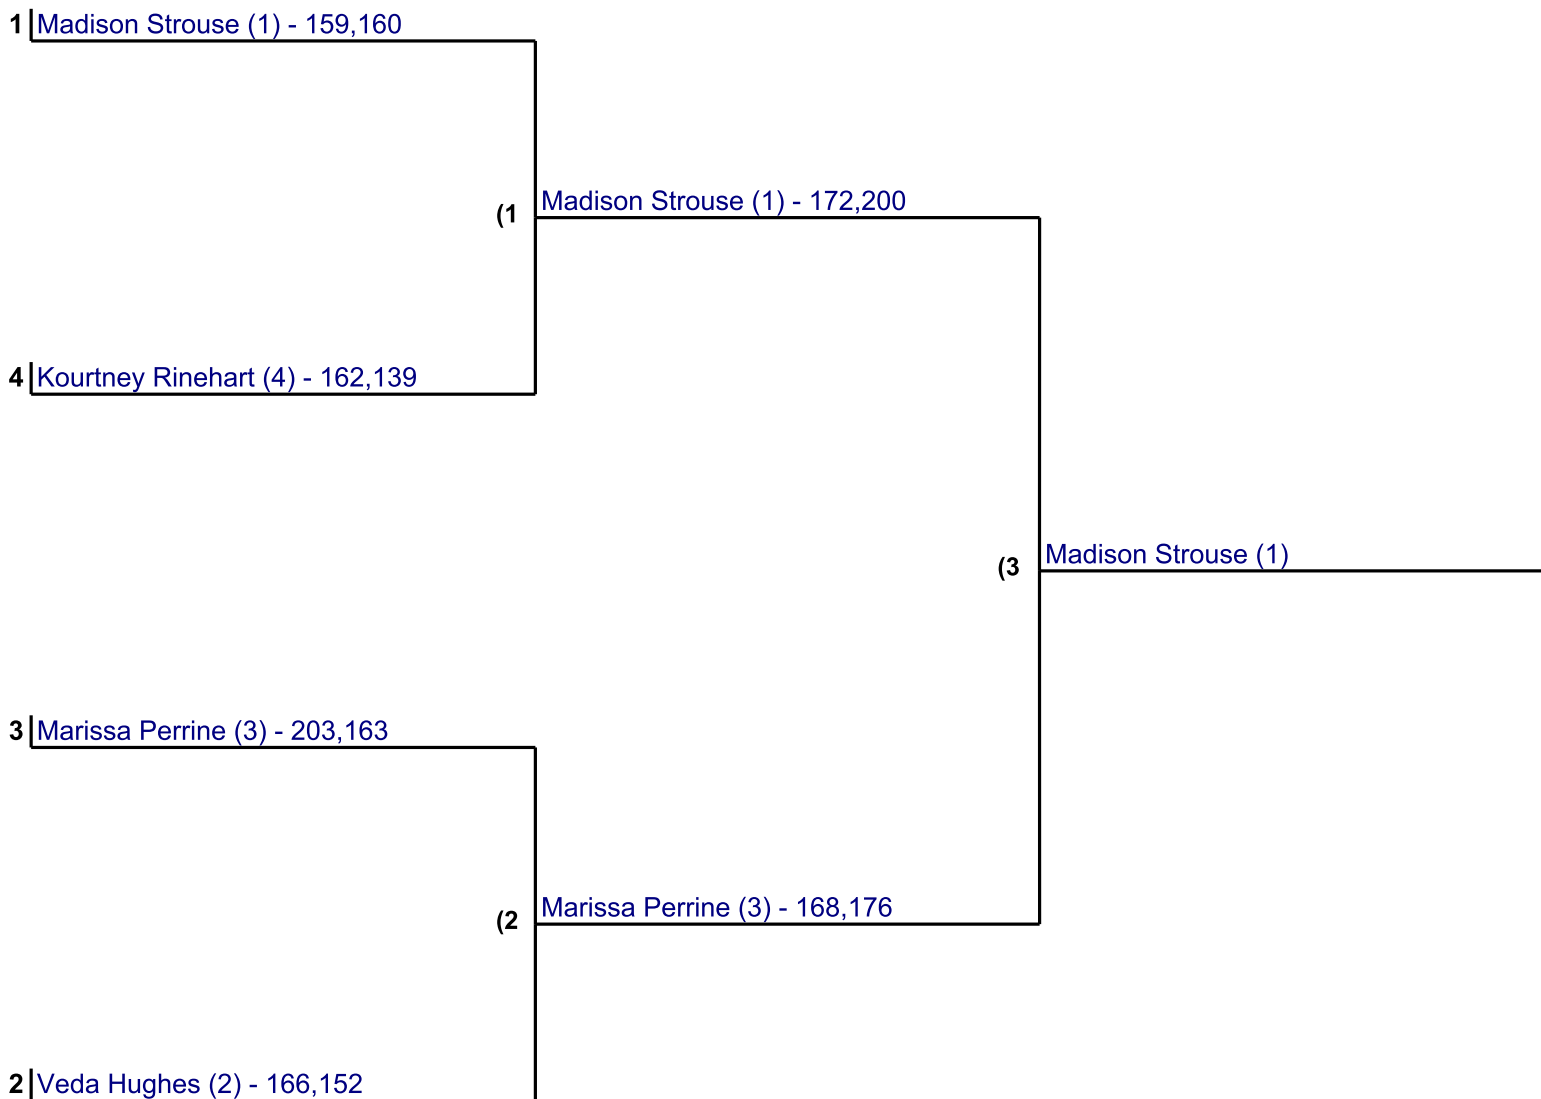 1 Madison Strouse (1) - 159,160
(1 Madison Strouse (1) - 172,200
4 Kourtney Rinehart (4) - 162,139
(3 Madison Strouse (1)
3 Marissa Perrine (3) - 203,163
(2 Marissa Perrine (3) - 168,176
2 Veda Hughes (2) - 166,152